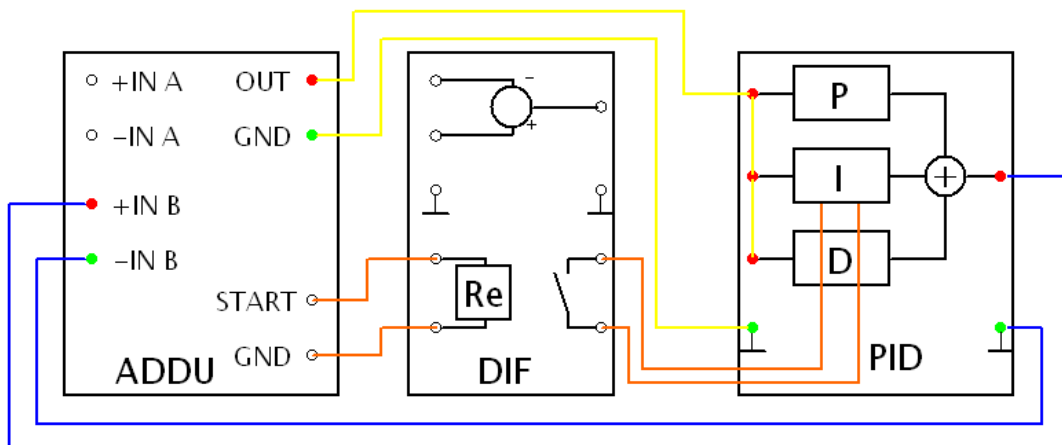 +IN A OUT
−IN A GND
+IN B
−IN B
START
GND
ADDU
−
+
Re
DIF
P
I
+
D
PID